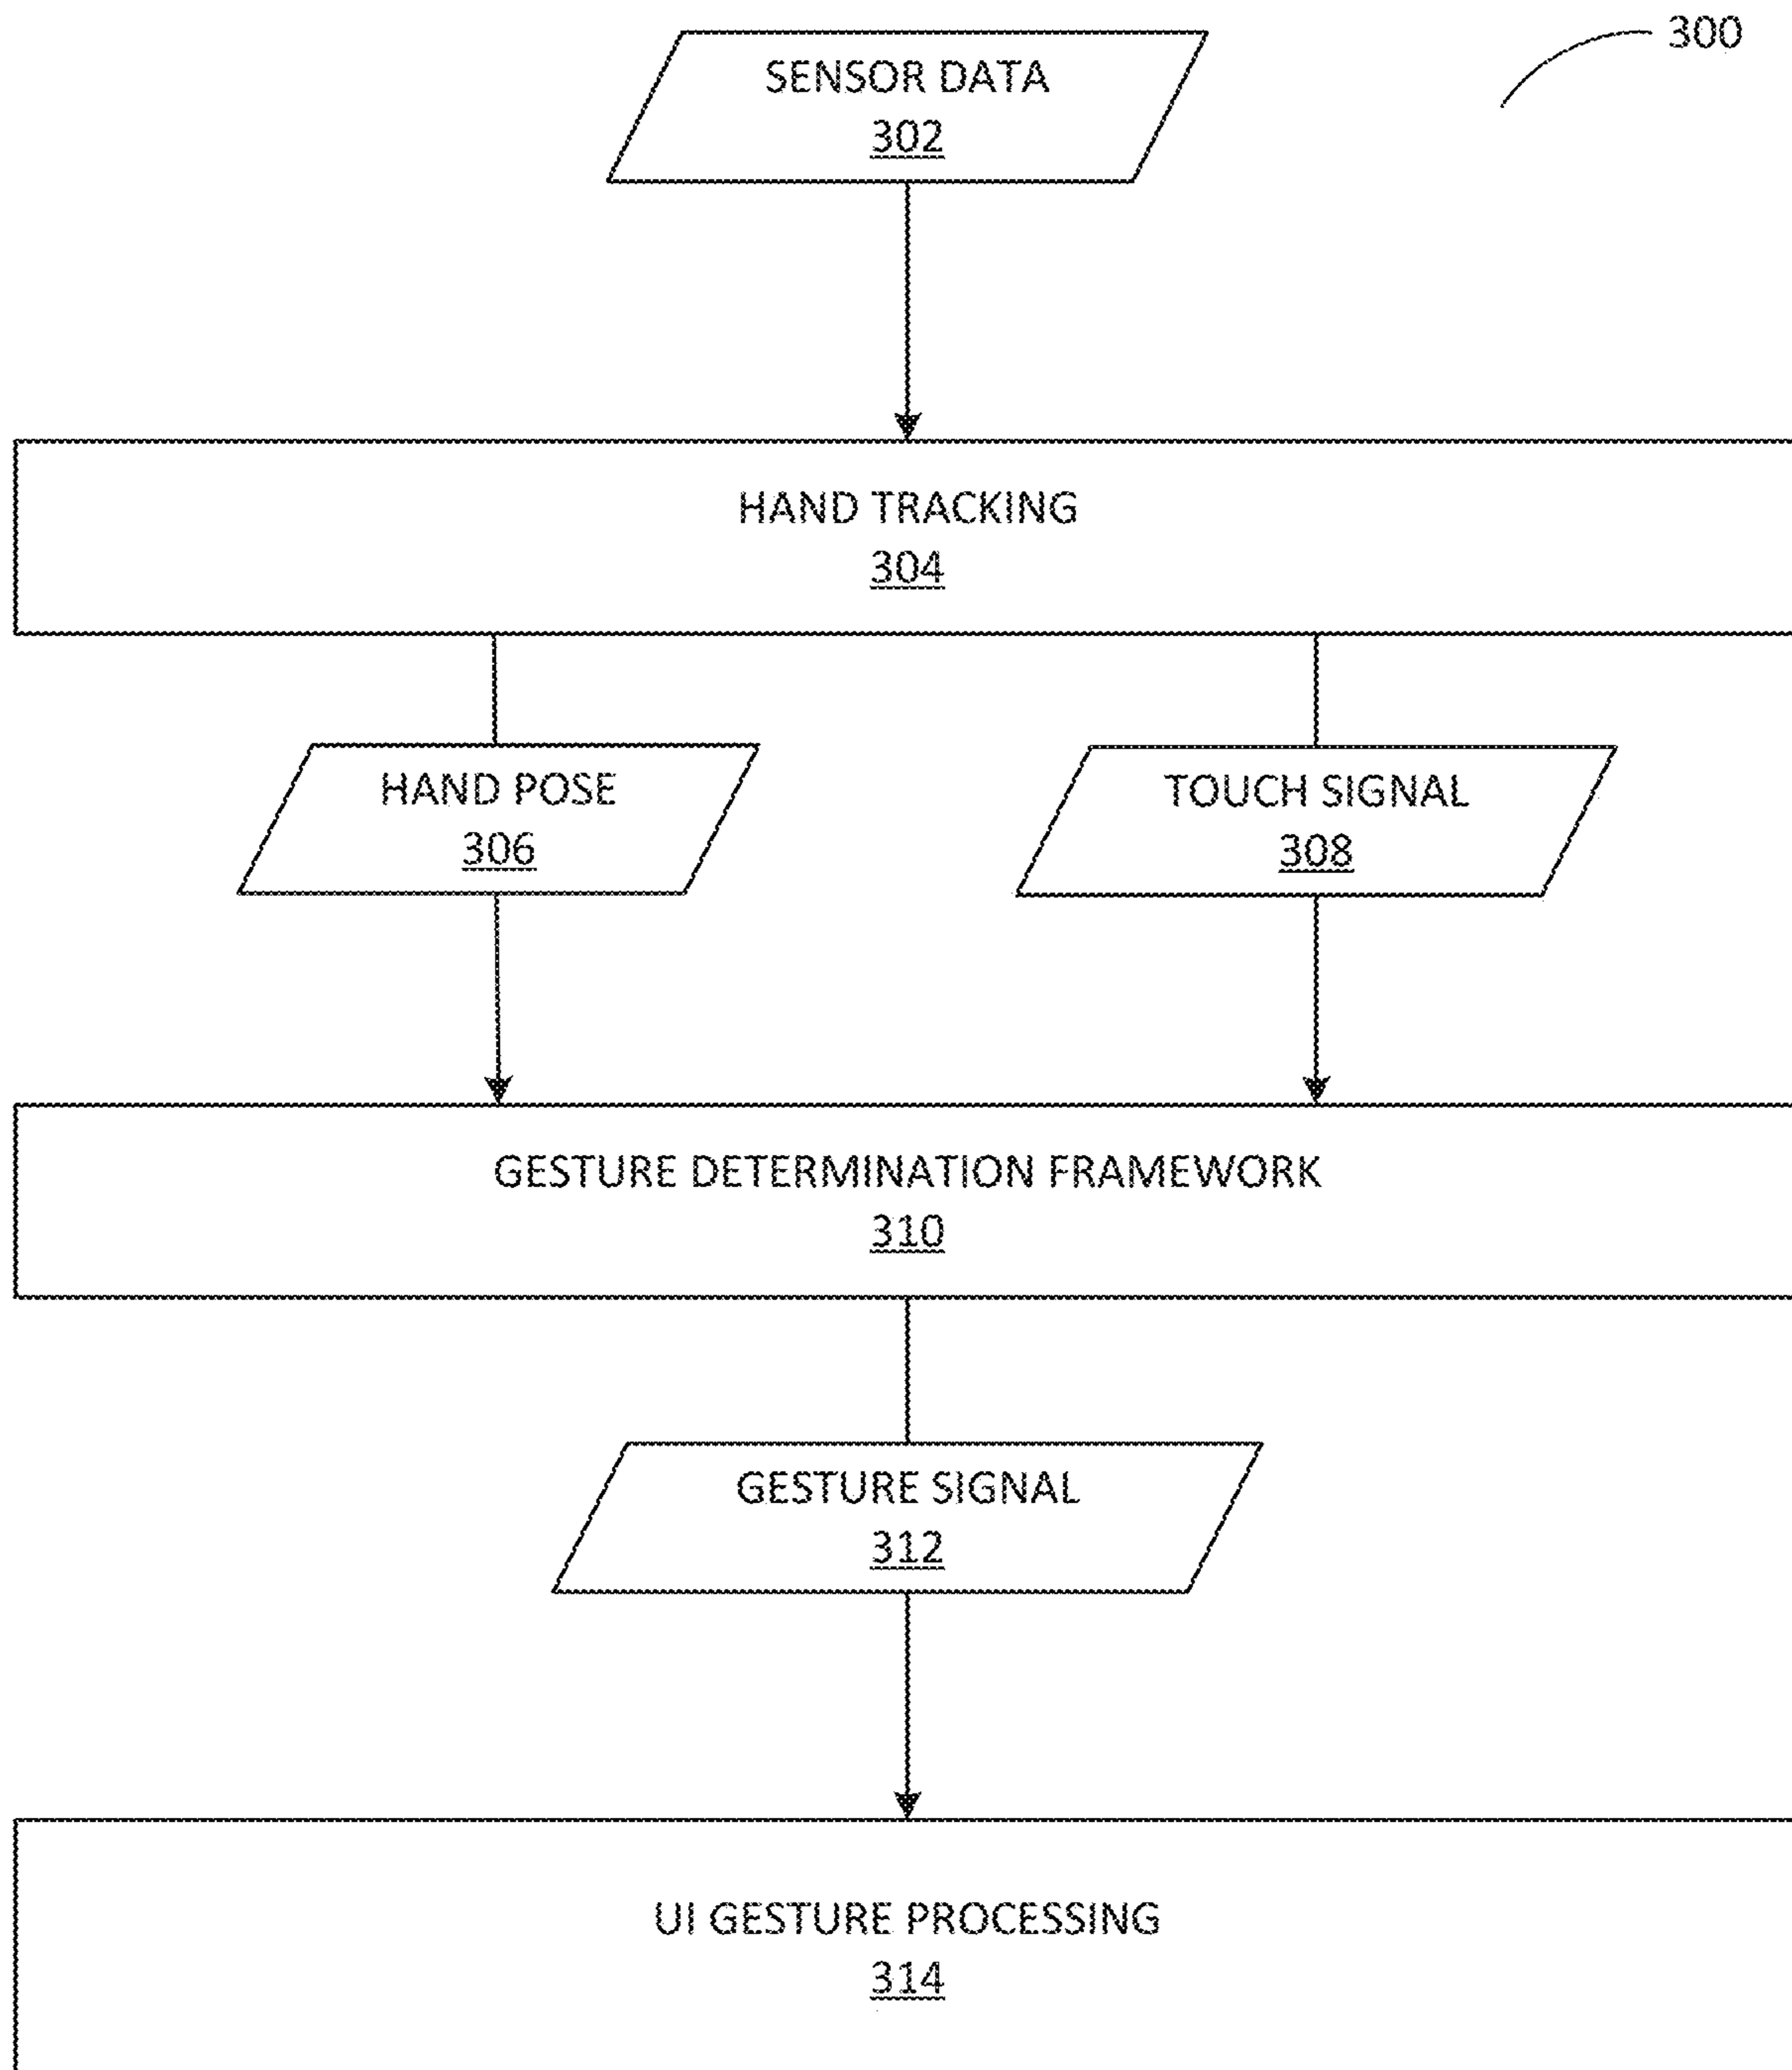 300
SENSOR DATA
302
HAND TRACKING
304
HAND POSE
306
TOUCH SIGNAL
308
GESTURE DETERMINATION FRAMEWORK
310
GESTURE SIGNAL
312
UI GESTURE PROCESSING
314